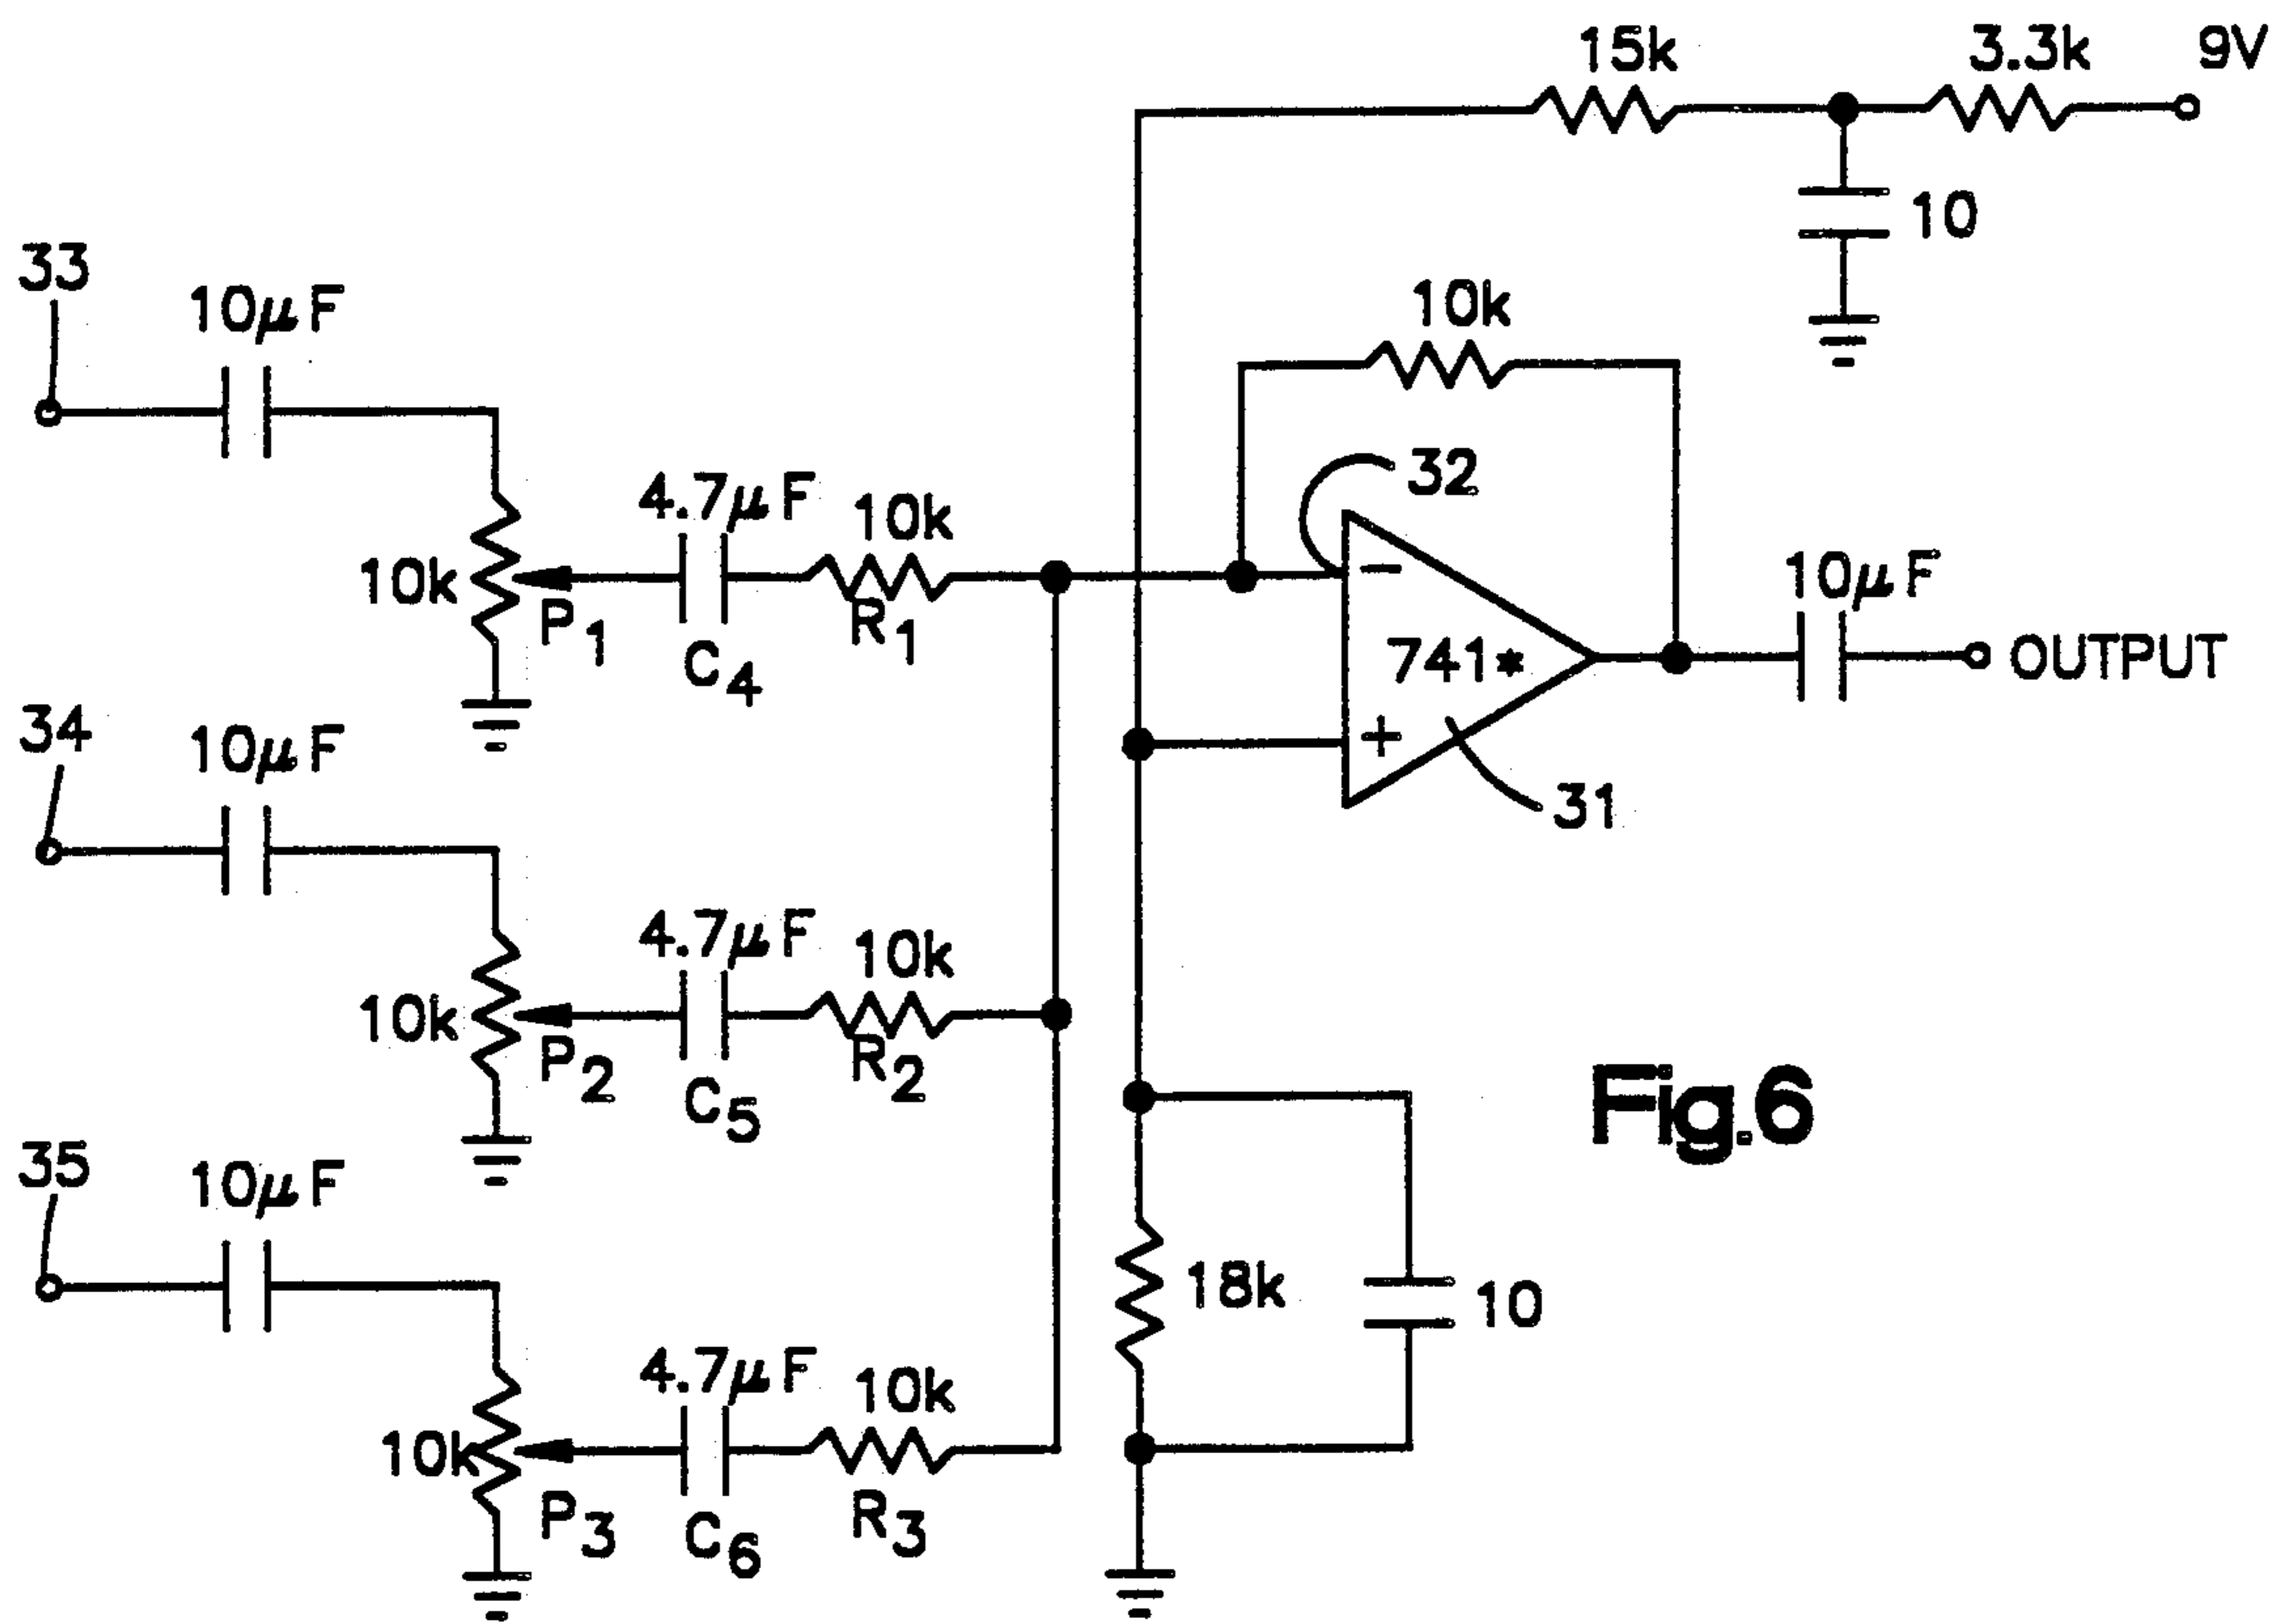 15k
3.3k
9V
10
33
10μF
10k
32
4.7μF
10k
10k
P1
C4
R1
741*
−
+
10μF
OUTPUT
31
34
10μF
4.7μF
10k
10k
P2
C5
R2
Fig.6
35
10μF
18k
10
4.7μF
10k
10k
P3
C6
R3